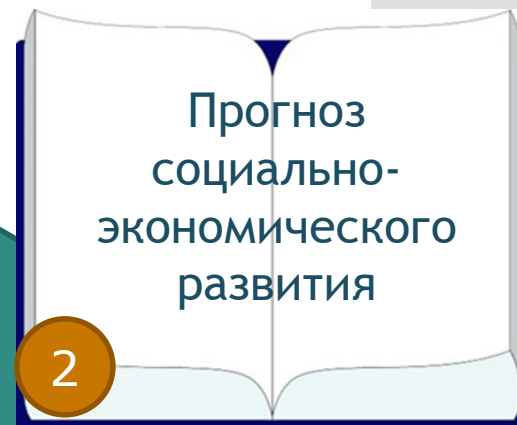 Прогноз
социально-
экономического
развития
2